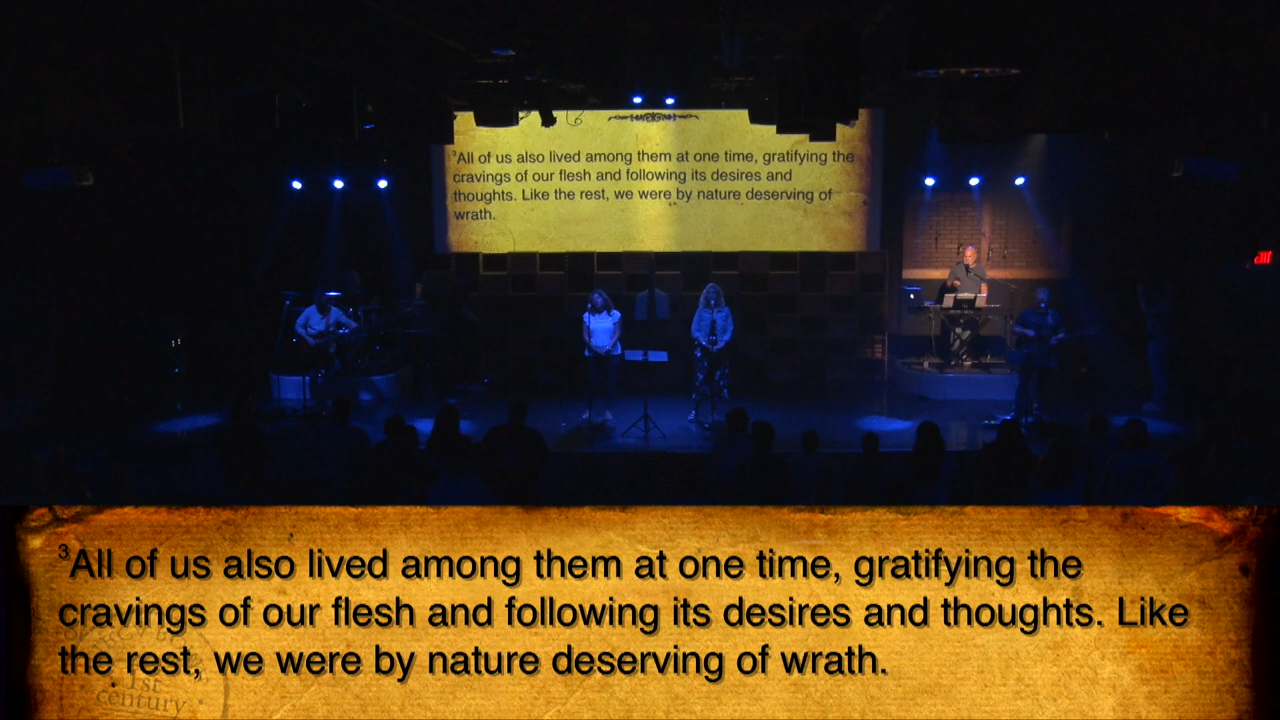 ³All of us also lived among them at one time, gratifying the
cravings of our flesh and following its desires and
thoughts. Like the rest, we were by nature deserving of
wrath.
³All of us also lived among them at one time, gratifying the
cravings of our flesh and following its desires and thoughts. Like
the rest, we were by nature deserving of wrath.
1st
century